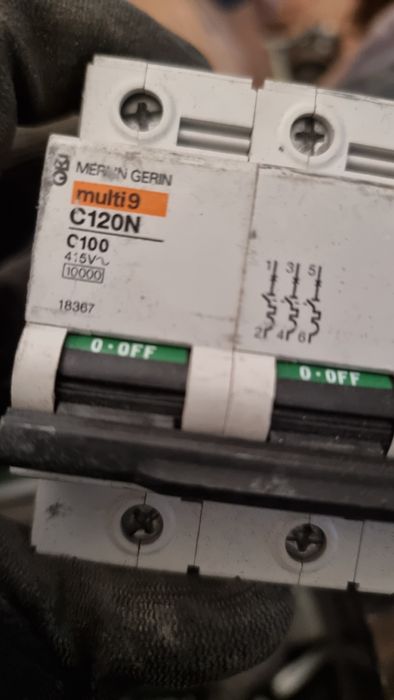 MERLIN GERIN
multi 9
C120N
C100
415V~
10000
18367
1 3 5
2 4 6
0·OFF
0·OFF